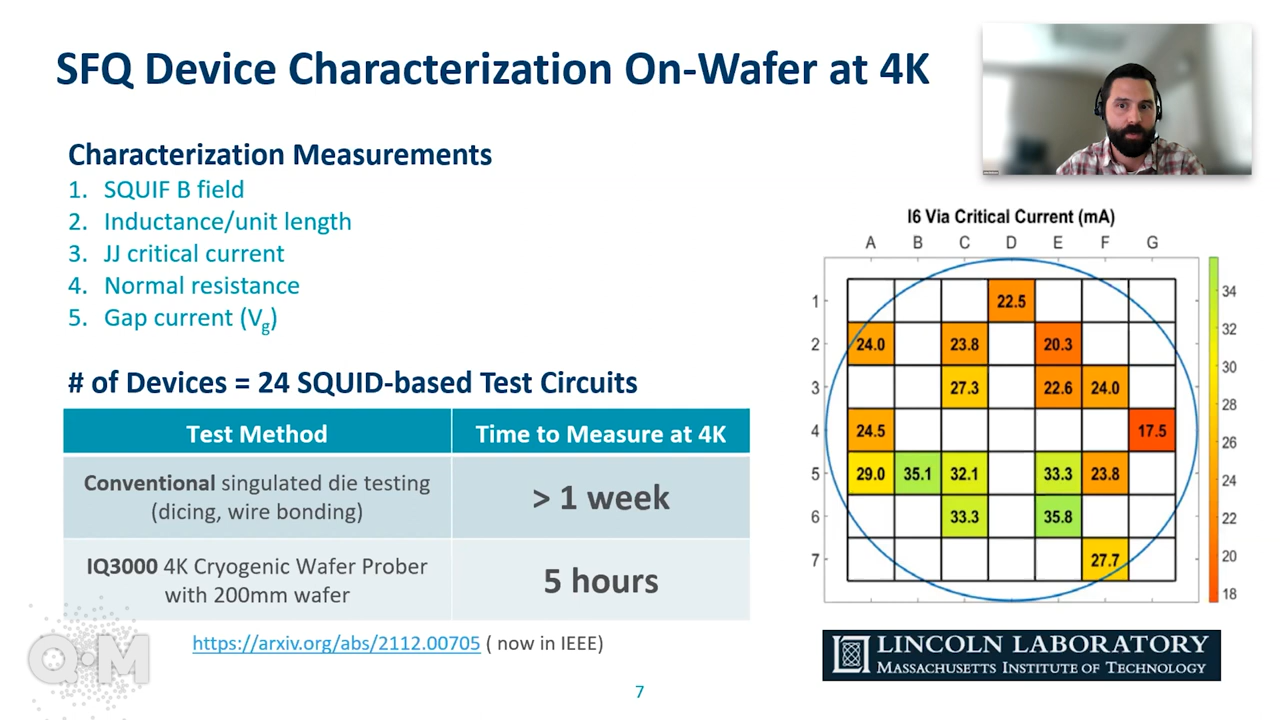 SFQ Device Characterization On-Wafer at 4K
Characterization Measurements
1. SQUIF B field
2. Inductance/unit length
3. JJ critical current
4. Normal resistance
5. Gap current (Vg)
# of Devices = 24 SQUID-based Test Circuits
Test Method Time to Measure at 4K
Conventional singulated die testing
(dicing, wire bonding)
> 1 week
IQ3000 4K Cryogenic Wafer Prober
with 200mm wafer
5 hours
https://arxiv.org/abs/2112.00705 ( now in IEEE)
I6 Via Critical Current (mA)
A B C D E F G
1 22.5
2 24.0 23.8 20.3
3 27.3 22.6 24.0
4 24.5 17.5
5 29.0 35.1 32.1 33.3 23.8
6 33.3 35.8
7 27.7
34
32
30
28
26
24
22
20
18
LINCOLN LABORATORY
MASSACHUSETTS INSTITUTE OF TECHNOLOGY
Q M
7